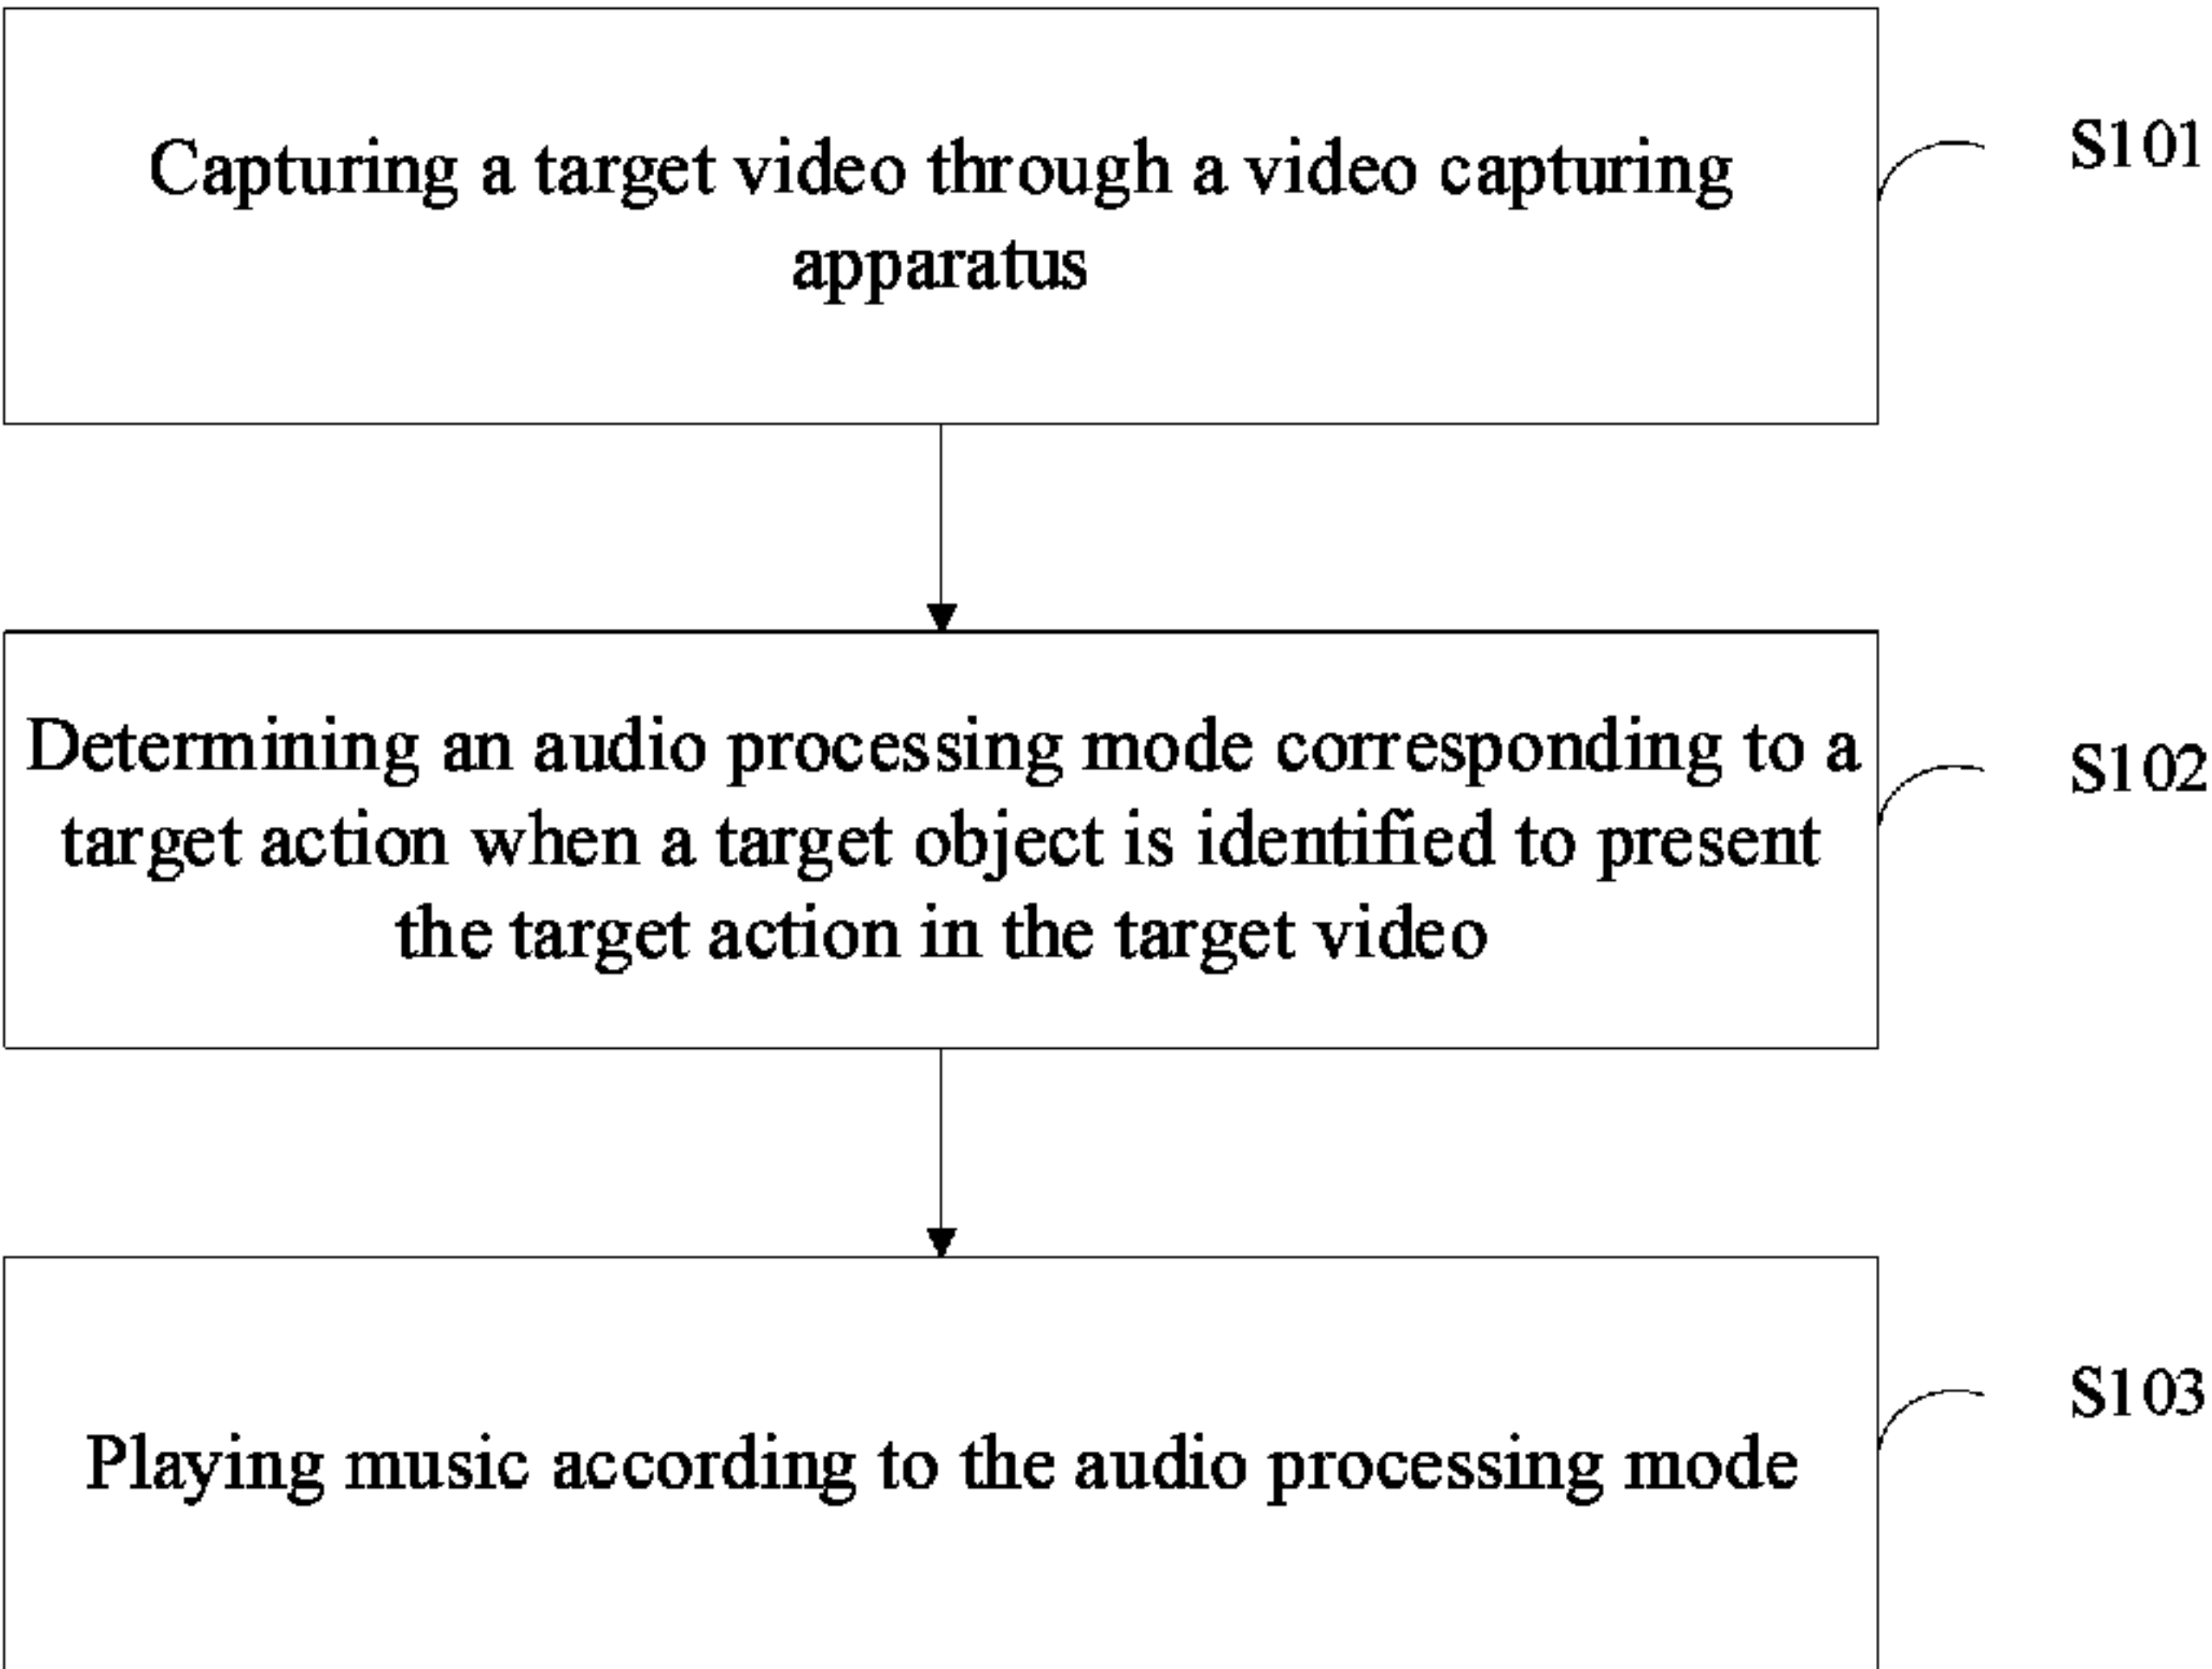 Capturing a target video through a video capturing
apparatus
S101
Determining an audio processing mode corresponding to a
target action when a target object is identified to present
the target action in the target video
S102
Playing music according to the audio processing mode
S103